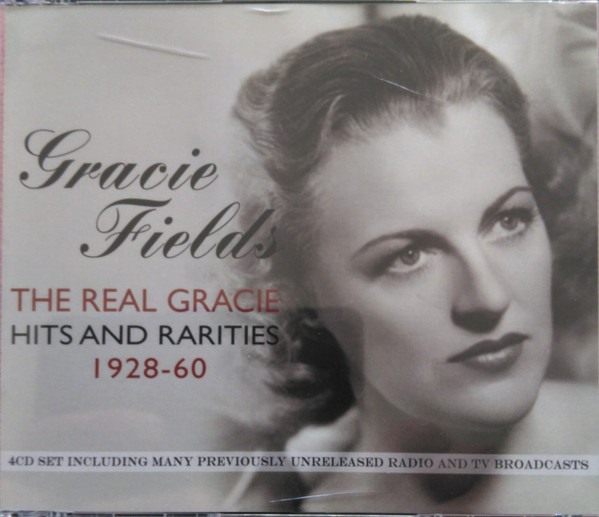 Gracie
Fields
THE REAL GRACIE
HITS AND RARITIES
1928-60
4CD SET INCLUDING MANY PREVIOUSLY UNRELEASED RADIO AND TV BROADCASTS